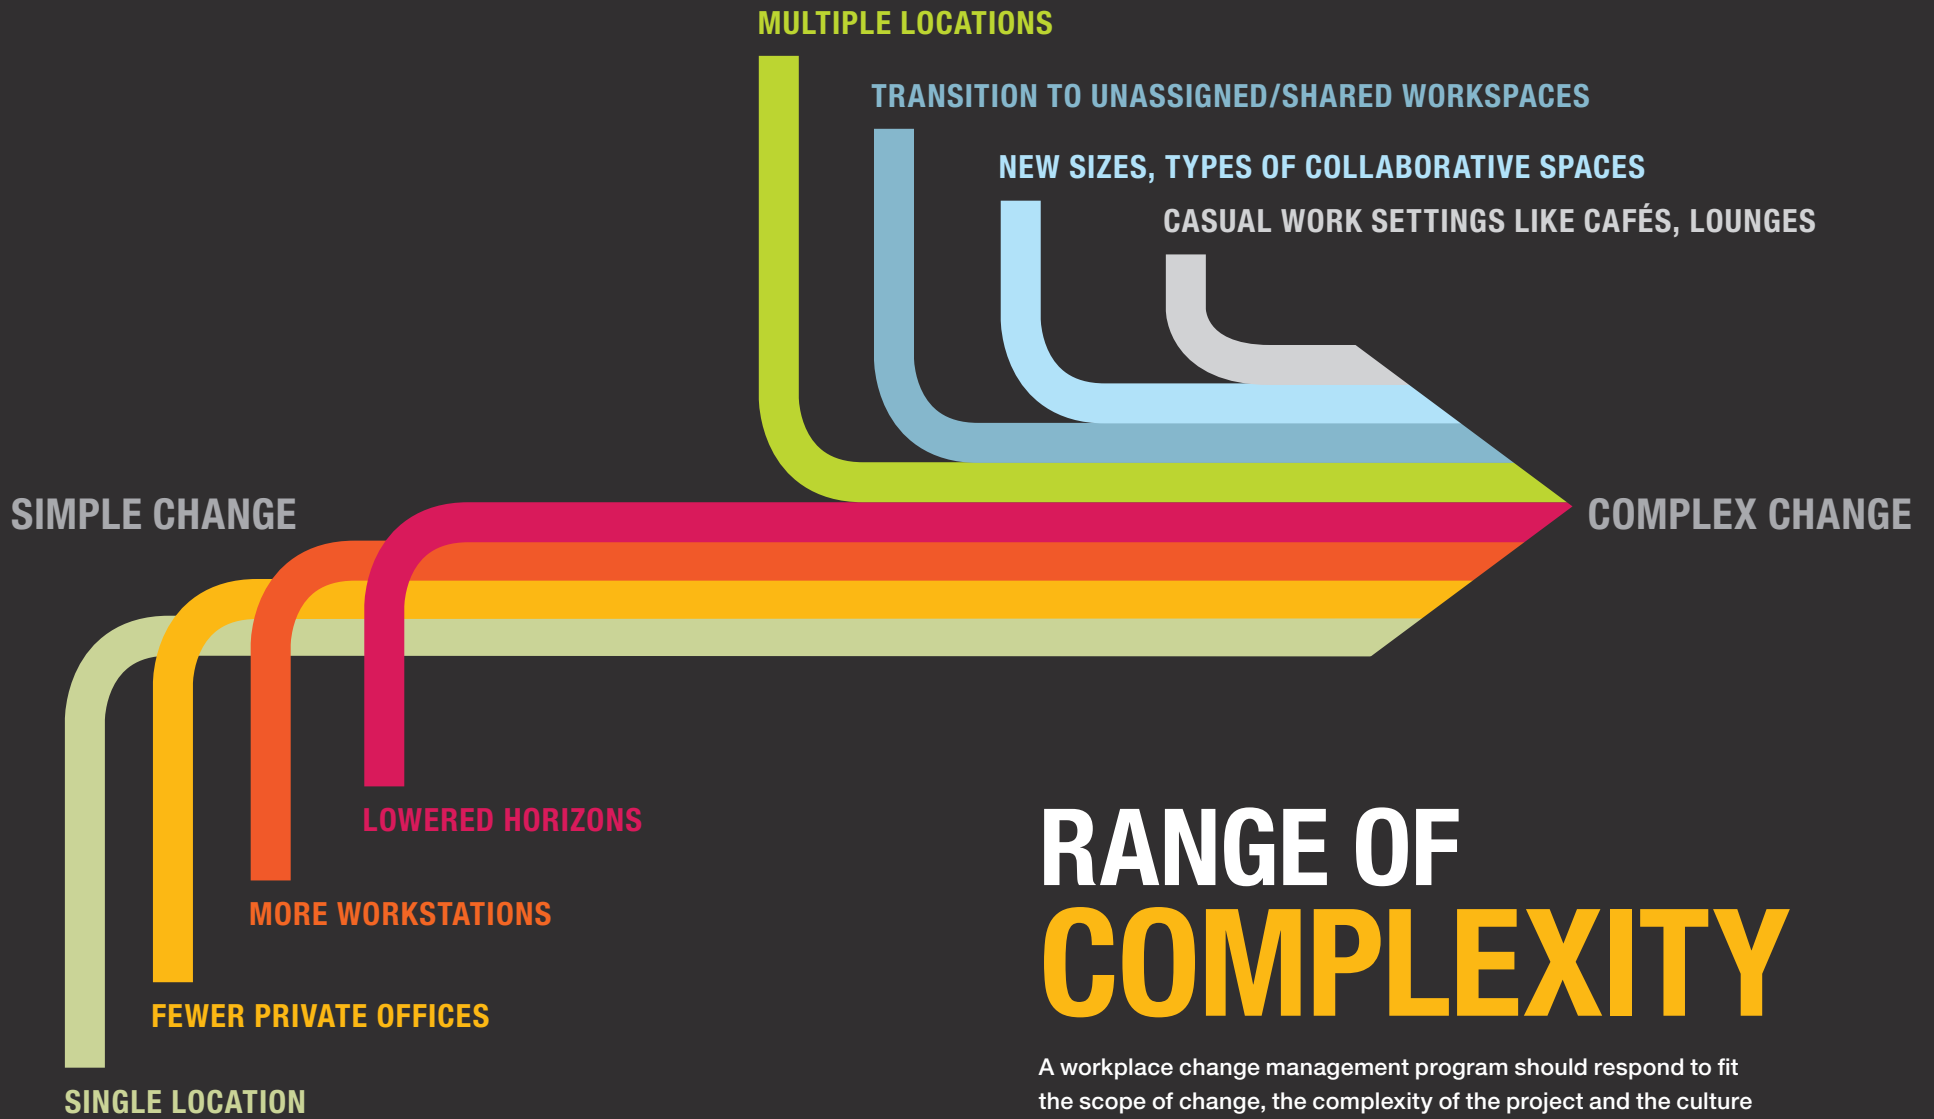 MULTIPLE LOCATIONS
TRANSITION TO UNASSIGNED/SHARED WORKSPACES
NEW SIZES, TYPES OF COLLABORATIVE SPACES
CASUAL WORK SETTINGS LIKE CAFÉS, LOUNGES
SIMPLE CHANGE
COMPLEX CHANGE
LOWERED HORIZONS
MORE WORKSTATIONS
FEWER PRIVATE OFFICES
SINGLE LOCATION
RANGE OF
COMPLEXITY
A workplace change management program should respond to fit
the scope of change, the complexity of the project and the culture